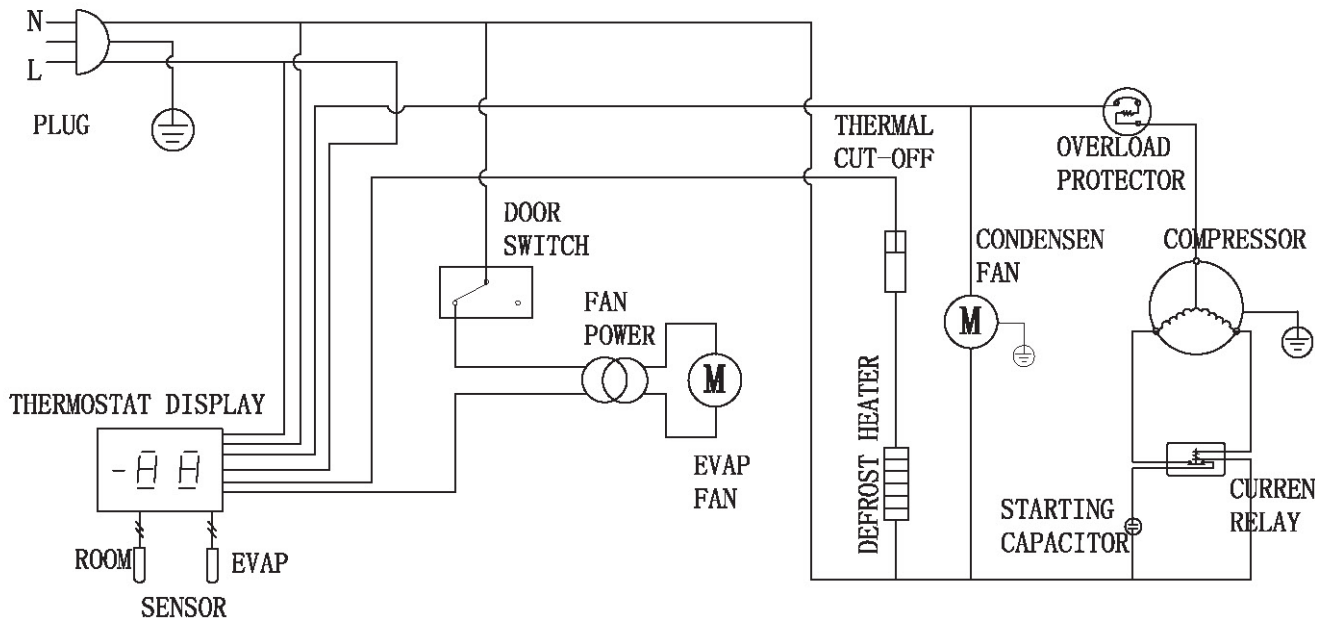 N
L
PLUG
THERMAL
CUT-OFF
OVERLOAD
PROTECTOR
DOOR
SWITCH
CONDENSEN
FAN
COMPRESSOR
FAN
POWER
M
M
THERMOSTAT DISPLAY
DEFROST HEATER
EVAP
FAN
STARTING
CAPACITOR
CURREN
RELAY
ROOM
EVAP
SENSOR